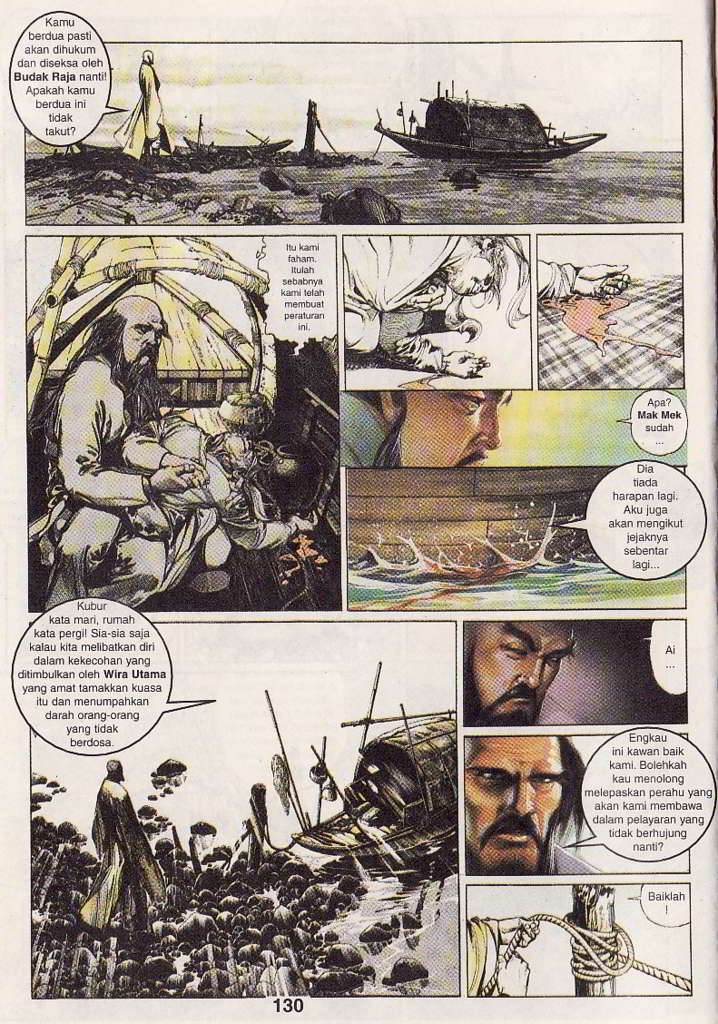 Kamu
berdua pasti
akan dihukum
dan diseksa oleh
Budak Raja nanti!
Apakah kamu
berdua ini
tidak
takut?
Itu kami
faham.
Itulah
sebabnya
kami telah
membuat
peraturan
ini.
Apa?
Mak Mek
sudah
...
Dia
tiada
harapan lagi.
Aku juga
akan mengikut
jejaknya
sebentar
lagi...
Kubur
kata mari, rumah
kata pergi! Sia-sia saja
kalau kita melibatkan diri
dalam kekecohan yang
ditimbulkan oleh Wira Utama
yang amat tamakkan kuasa
itu dan menumpahkan
darah orang-orang
yang tidak
berdosa.
Ai
...
Engkau
ini kawan baik
kami. Bolehkah
kau menolong
melepaskan perahu yang
akan kami membawa
dalam pelayaran yang
tidak berhujung
nanti?
Baiklah
!
130